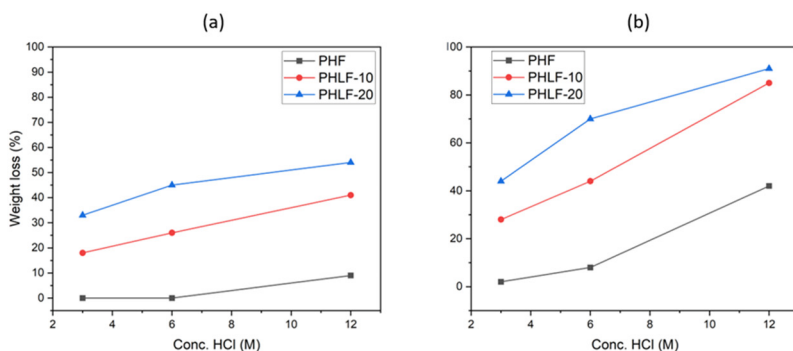 (a)
(b)
100
90
80
70
60
50
40
30
20
10
0
Weight loss (%)
PHF
PHLF-10
PHLF-20
2 4 6 8 10 12
Conc. HCl (M)
100
80
60
40
20
0
PHF
PHLF-10
PHLF-20
2 4 6 8 10 12
Conc. HCl (M)